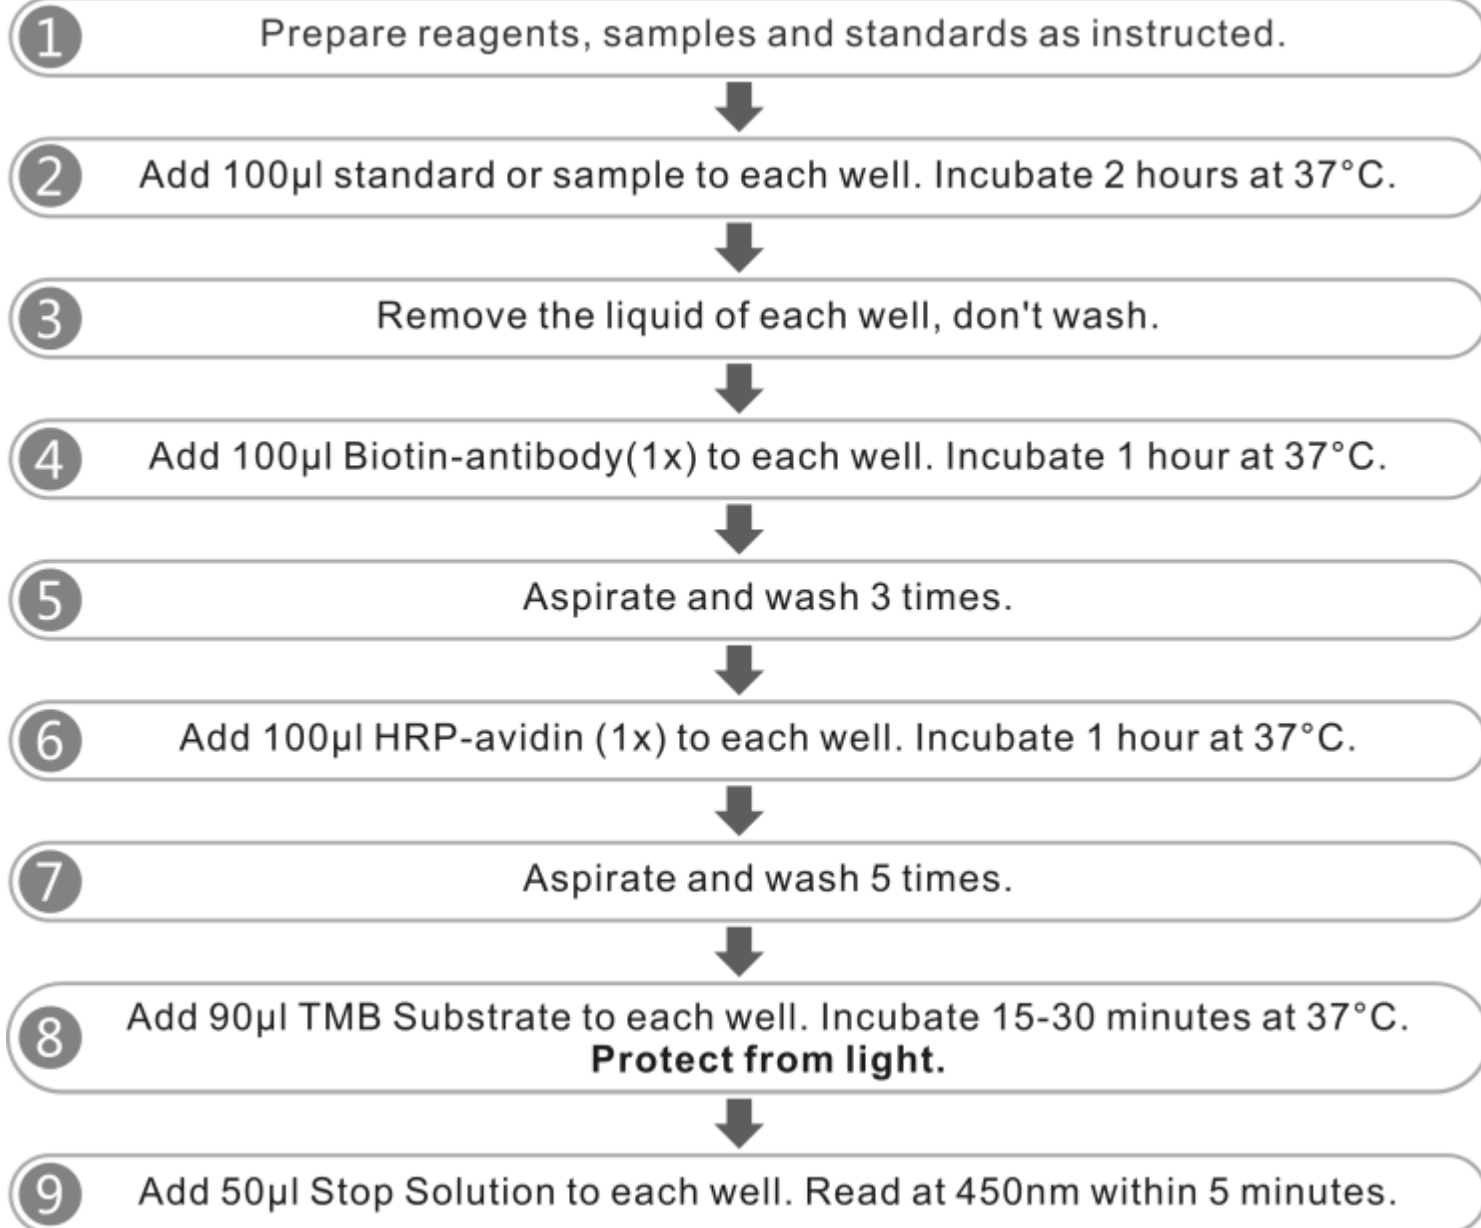 1 Prepare reagents, samples and standards as instructed.
2 Add 100µl standard or sample to each well. Incubate 2 hours at 37°C.
3 Remove the liquid of each well, don't wash.
4 Add 100µl Biotin-antibody(1x) to each well. Incubate 1 hour at 37°C.
5 Aspirate and wash 3 times.
6 Add 100µl HRP-avidin (1x) to each well. Incubate 1 hour at 37°C.
7 Aspirate and wash 5 times.
8 Add 90µl TMB Substrate to each well. Incubate 15-30 minutes at 37°C.
Protect from light.
9 Add 50µl Stop Solution to each well. Read at 450nm within 5 minutes.